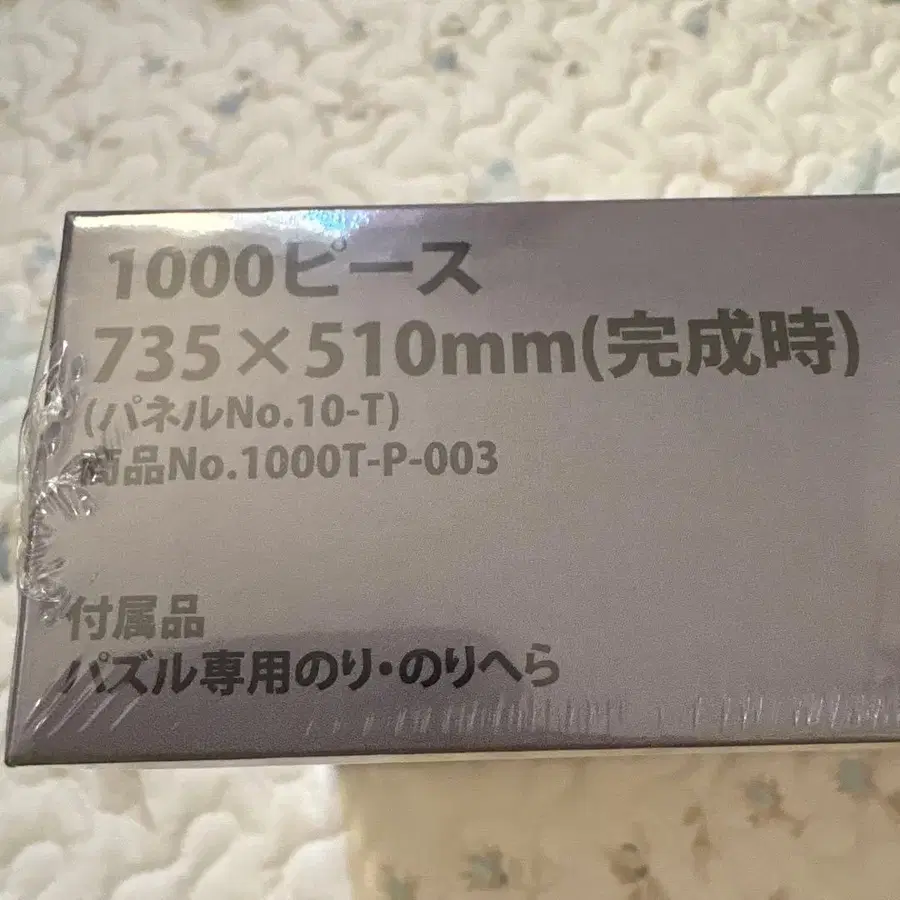 1000ピース
735×510mm(完成時)
(パネルNo.10-T)
商品No.1000T-P-003
付属品
パズル専用のり・のりへら